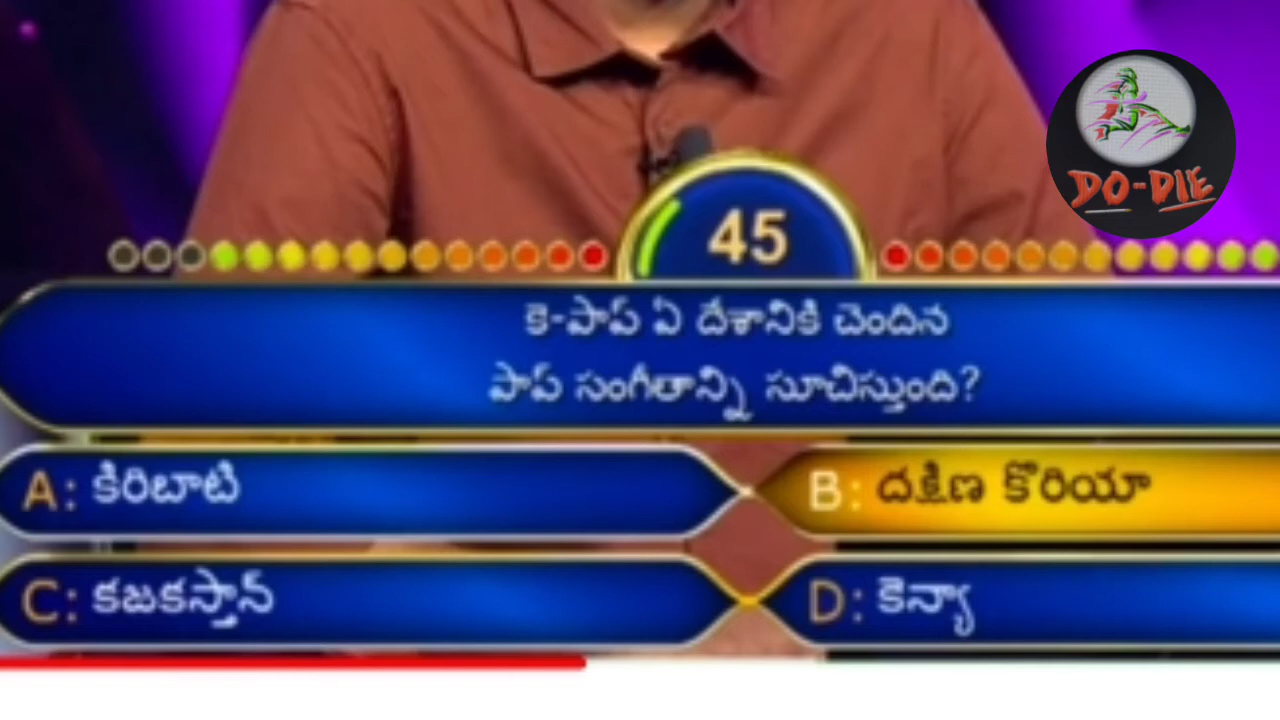 DO-DIE
45
కె-పాప్ ఏ దేశానికి చెందిన
పాప్ సంగీతాన్ని సూచిస్తుంది?
A: కిరిబాటి
B: దక్షిణ కొరియా
C: కజకస్తాన్
D: కెన్యా